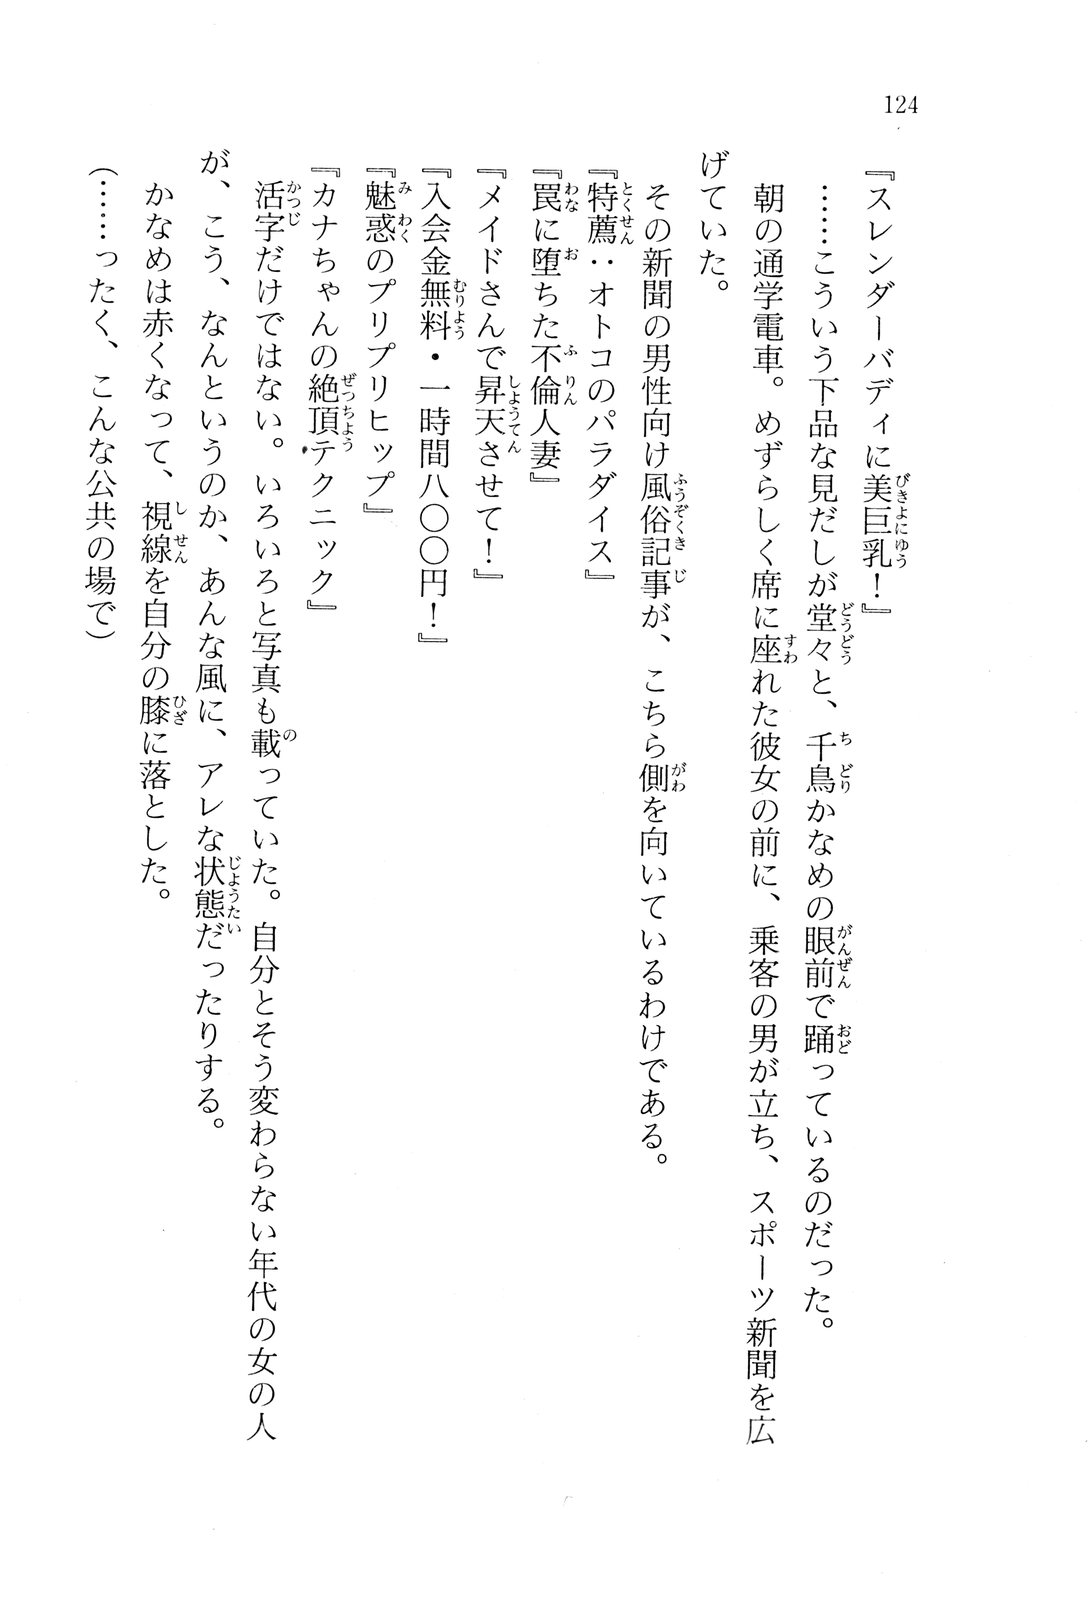 124
『スレンダーバディに美巨乳！』
……こういう下品な見だしが堂々と、千鳥かなめの眼前で踊っているのだった。
朝の通学電車。めずらしく席に座れた彼女の前に、乗客の男が立ち、スポーツ新聞を広
げていた。
その新聞の男性向け風俗記事が、こちら側を向いているわけである。
『特薦：オトコのパラダイス』
『罠に堕ちた不倫人妻』
『メイドさんで昇天させて！』
『入会金無料・一時間八〇〇円！』
『魅惑のプリプリヒップ』
『カナちゃんの絶頂テクニック』
活字だけではない。いろいろと写真も載っていた。自分とそう変わらない年代の女の人
が、こう、なんというのか、あんな風に、アレな状態だったりする。
かなめは赤くなって、視線を自分の膝に落とした。
（……ったく、こんな公共の場で）